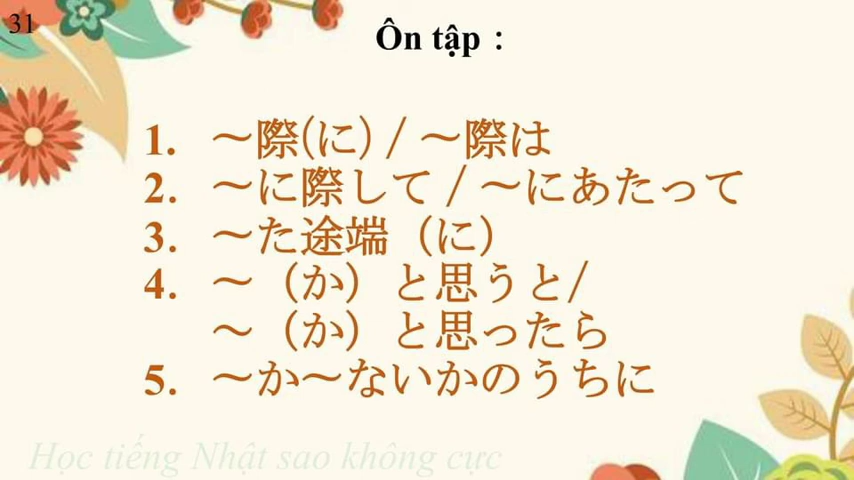 31
Ôn tập :
1. ～際(に) / ～際は
2. ～に際して / ～にあたって
3. ～た途端（に）
4. ～（か）と思うと/
～（か）と思ったら
5. ～か～ないかのうちに
Học tiếng Nhật sao không cực